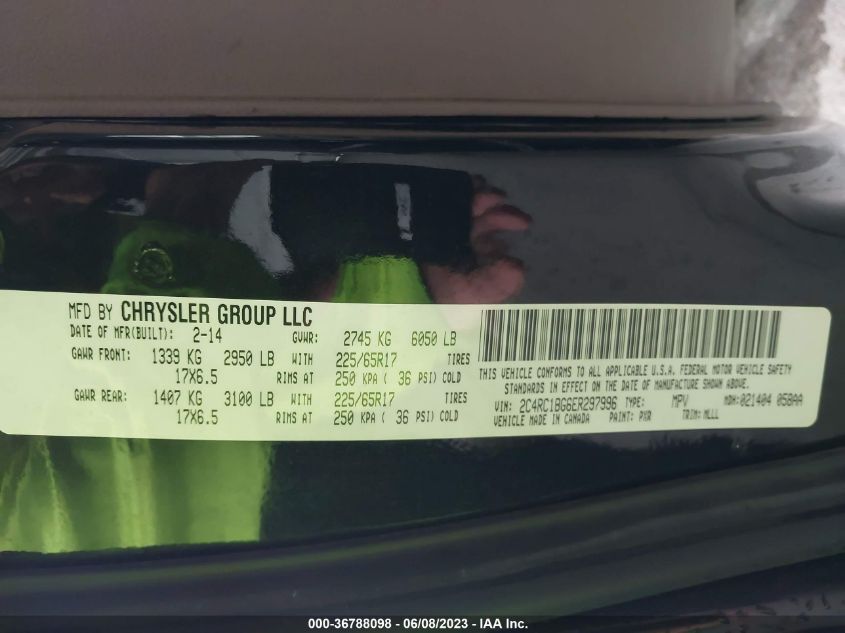 MFD BY CHRYSLER GROUP LLC
DATE OF MFR(BUILT): 2-14 GVWR: 2745 KG 6050 LB
GAWR FRONT: 1339 KG 2950 LB WITH 225/65R17 TIRES
17X6.5 RIMS AT 250 KPA ( 36 PSI) COLD
GAWR REAR: 1407 KG 3100 LB WITH 225/65R17 TIRES
17X6.5 RIMS AT 250 KPA ( 36 PSI) COLD
THIS VEHICLE CONFORMS TO ALL APPLICABLE U.S.A. FEDERAL MOTOR VEHICLE SAFETY
STANDARDS IN EFFECT ON THE DATE OF MANUFACTURE SHOWN ABOVE.
VIN: 2C4RC1BG6ER297996 TYPE: MPV MDH: 021404 058AA
VEHICLE MADE IN CANADA PAINT: PXR TRIM: MLLL
000-36788098 - 06/08/2023 - IAA Inc.